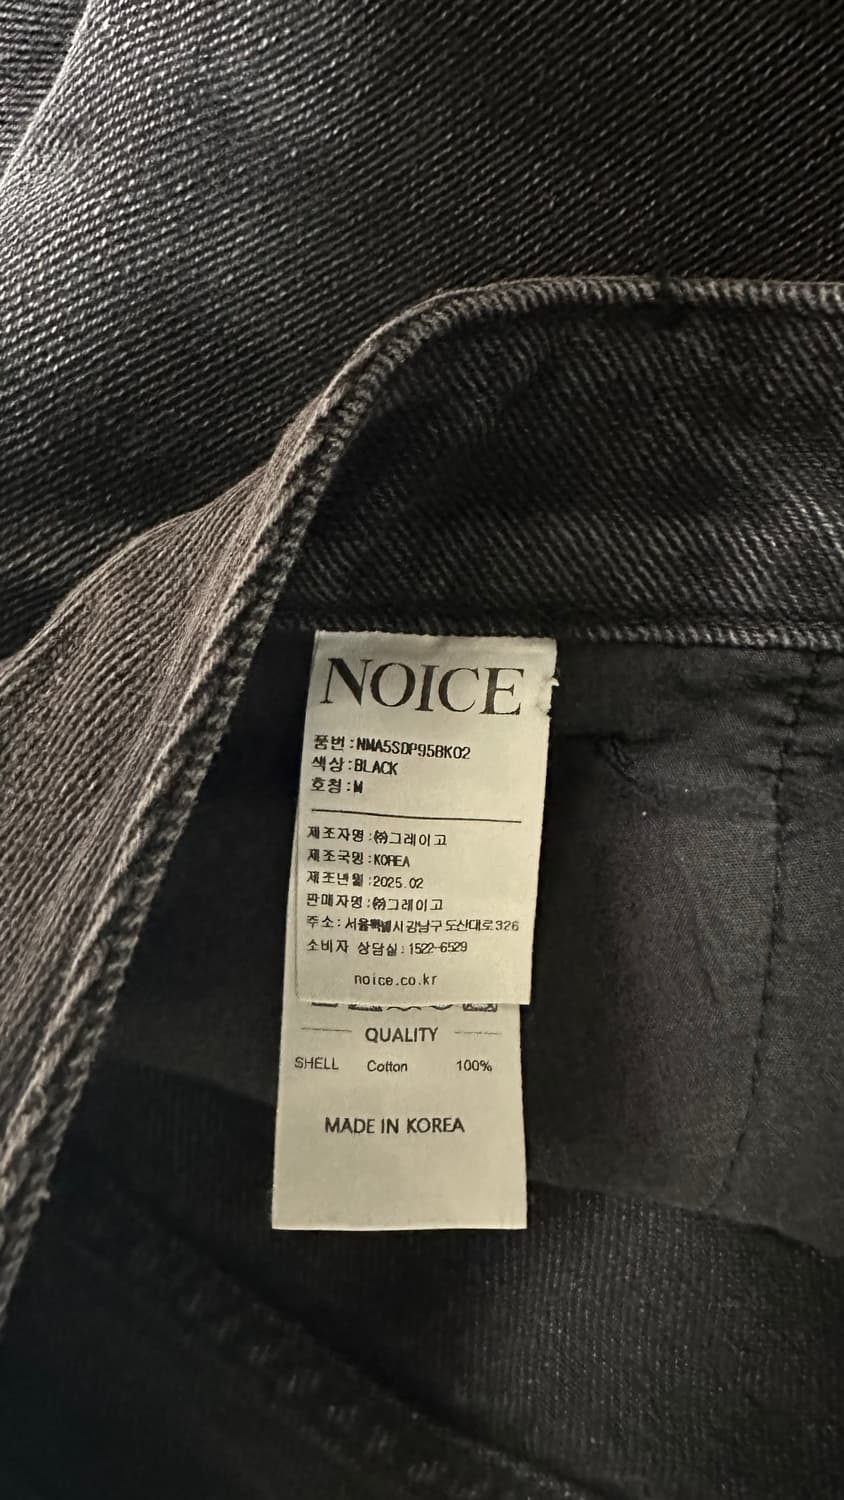 NOICE
품번:NMA5SDP95BK02
색상:BLACK
호칭:M
제조자명:㈜그레이고
제조국명:KOREA
제조년월:2025.02
판매자명:㈜그레이고
주소:서울특별시 강남구 도산대로 326
소비자 상담실:1522-6529
noice.co.kr
QUALITY
SHELL Cotton 100%
MADE IN KOREA